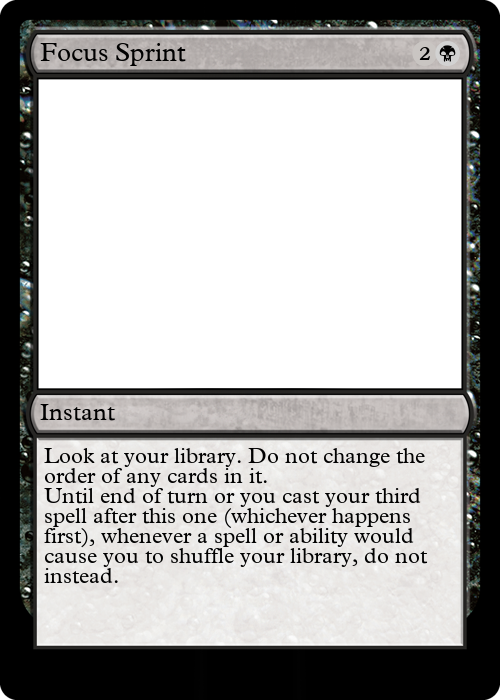 Focus Sprint 2
Instant
Look at your library. Do not change the
order of any cards in it.
Until end of turn or you cast your third
spell after this one (whichever happens
first), whenever a spell or ability would
cause you to shuffle your library, do not
instead.